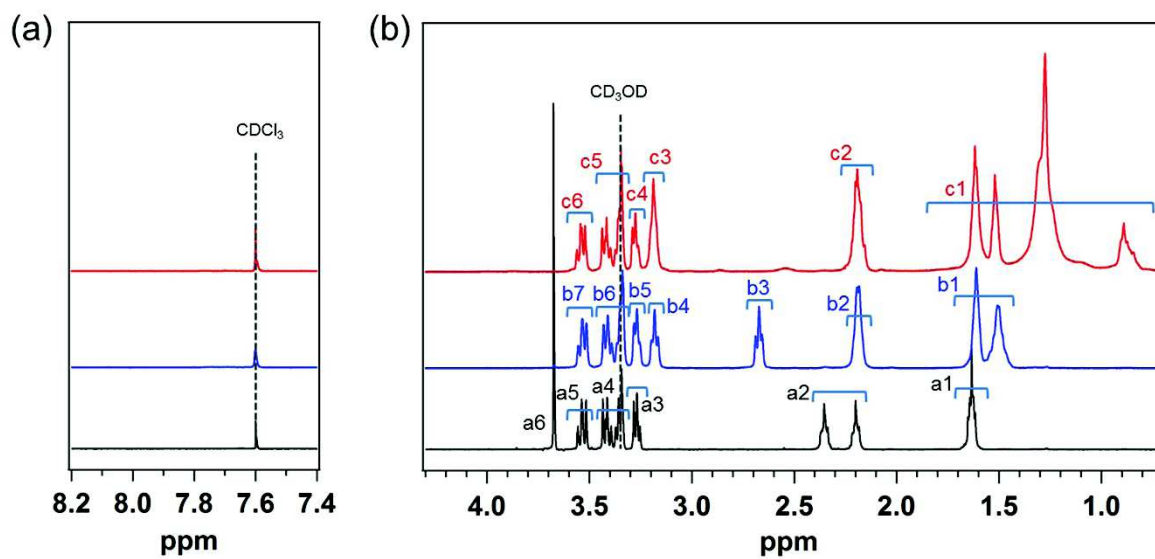 (a)
(b)
CDCl₃
CD₃OD
c6
c5
c4
c3
c2
c1
b7
b6
b5
b4
b3
b2
b1
a6
a5
a4
a3
a2
a1
8.2 8.0 7.8 7.6 7.4
ppm
4.0 3.5 3.0 2.5 2.0 1.5 1.0
ppm